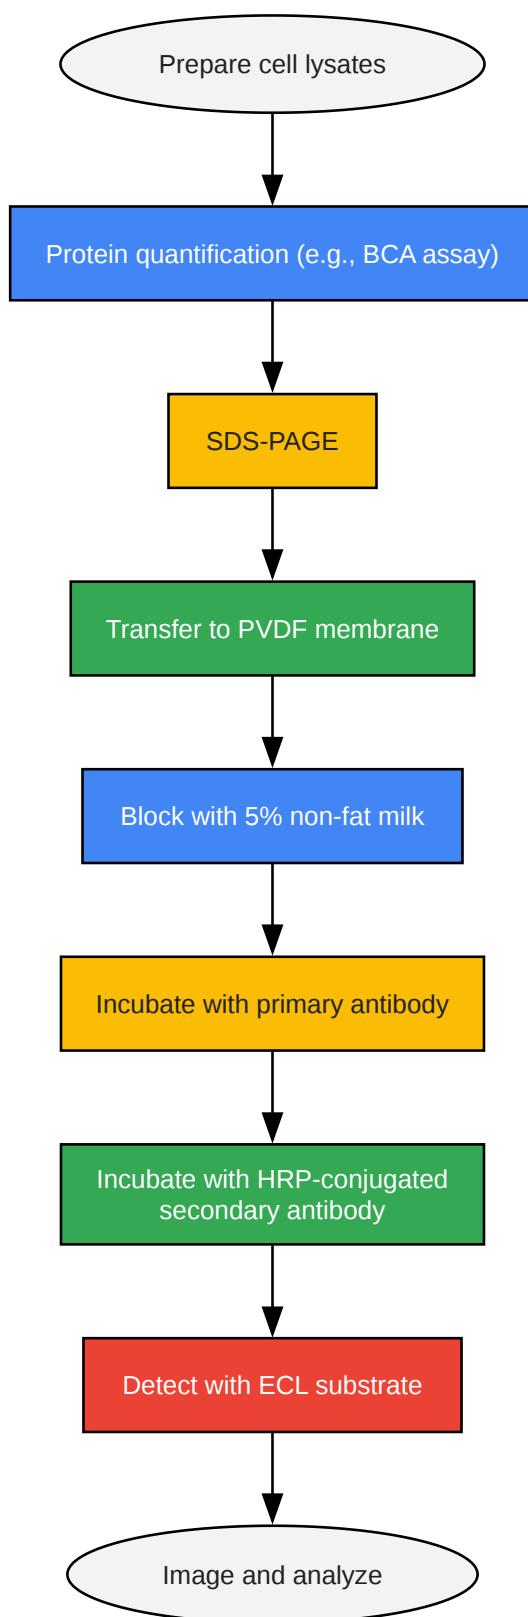 Prepare cell lysates
Protein quantification (e.g., BCA assay)
SDS-PAGE
Transfer to PVDF membrane
Block with 5% non-fat milk
Incubate with primary antibody
Incubate with HRP-conjugated
secondary antibody
Detect with ECL substrate
Image and analyze